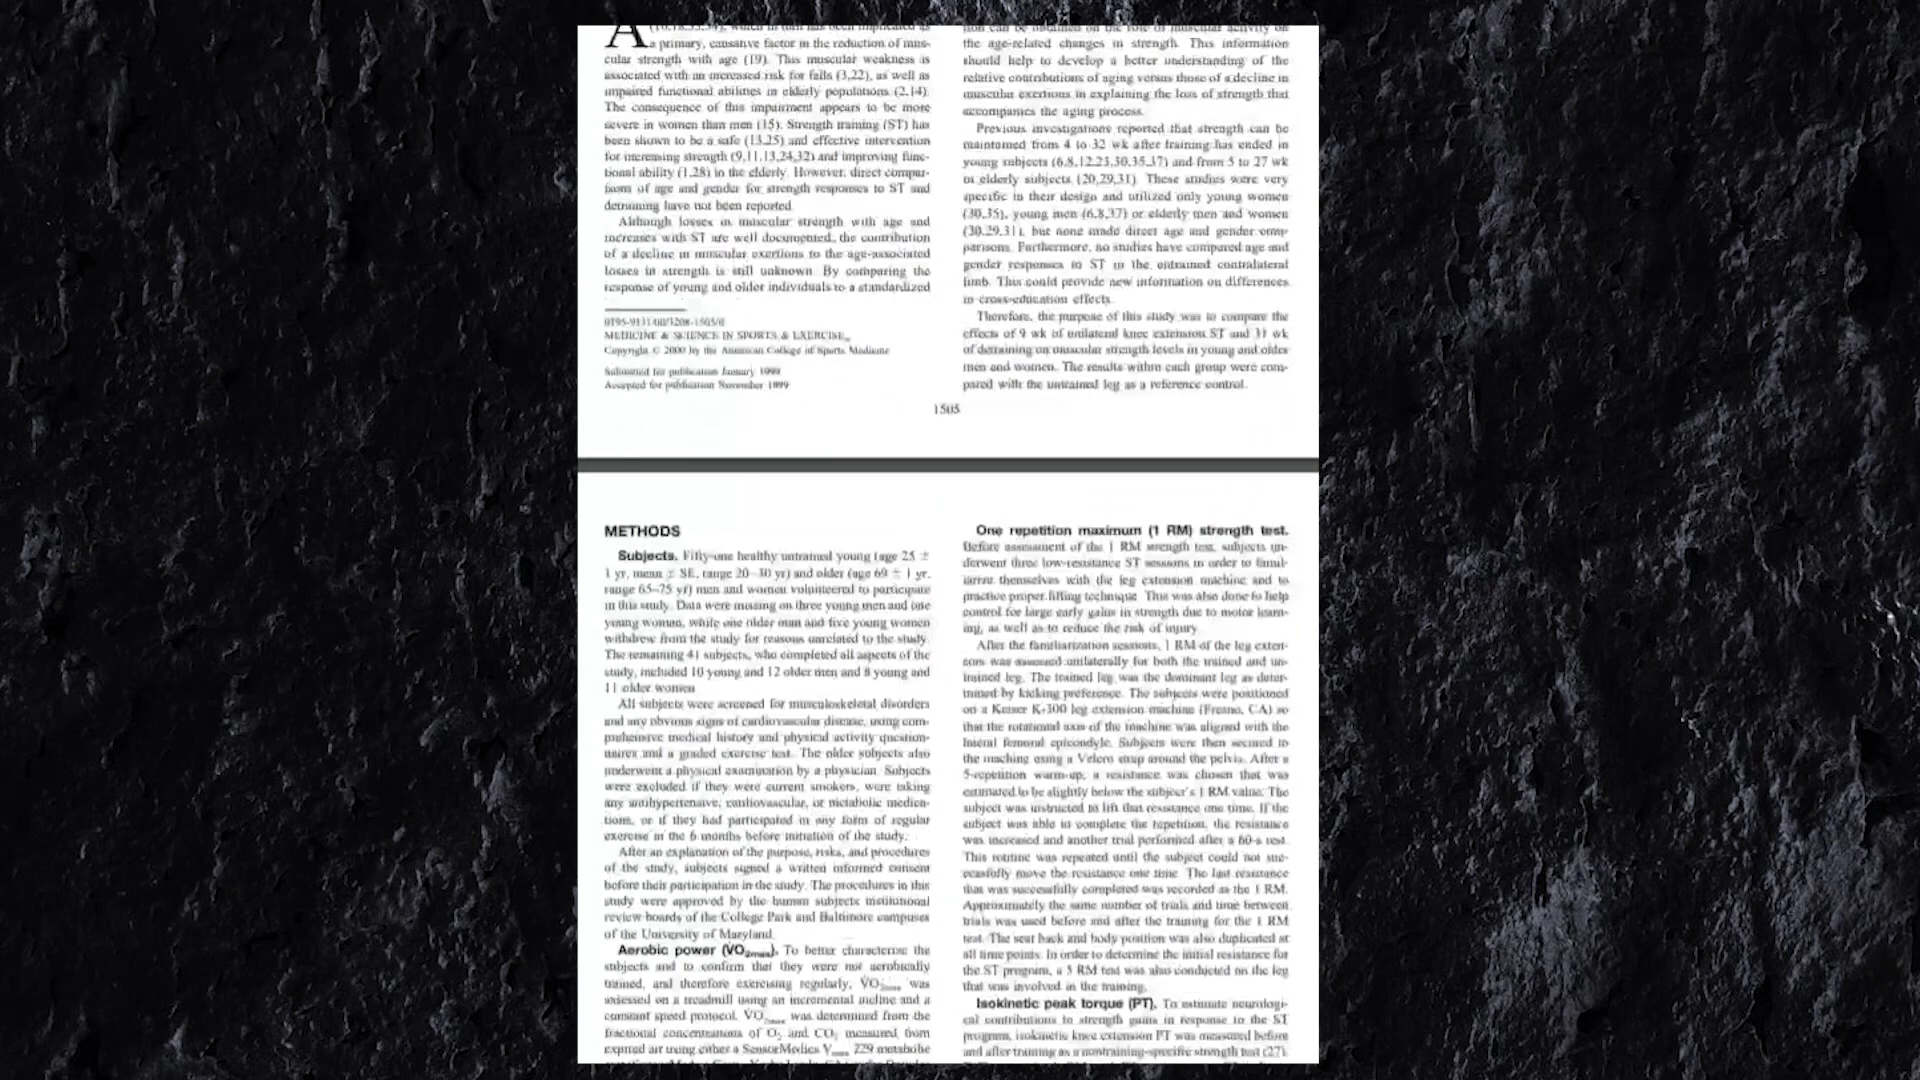 A
a primary, causative factor in the reduction of mus-
cular strength with age (19). This muscular weakness is
associated with an increased risk for falls (3,22), as well as
impaired functional abilities in elderly populations (2,14).
The consequence of this impairment appears to be more
severe in women than men (15). Strength training (ST) has
been shown to be a safe (13,25) and effective intervention
for increasing strength (9,11,13,24,32) and improving func-
tional ability (1,28) in the elderly. However, direct compar-
isons of age and gender for strength responses to ST and
detraining have not been reported.
Although losses in muscular strength with age and
increases with ST are well documented, the contribution
of a decline in muscular exertions to the age-associated
losses in strength is still unknown. By comparing the
response of young and older individuals to a standardized
0195-9131/00/3208-1505/0
MEDICINE & SCIENCE IN SPORTS & EXERCISE
Copyright © 2000 by the American College of Sports Medicine
Submitted for publication January 1999
Accepted for publication November 1999
the age-related changes in strength. This information
should help to develop a better understanding of the
relative contributions of aging versus those of a decline in
muscular exertions in explaining the loss of strength that
accompanies the aging process.
Previous investigations reported that strength can be
maintained from 4 to 32 wk after training has ended in
young subjects (6,8,12,23,30,35,37) and from 5 to 27 wk
in elderly subjects (20,29,31). These studies were very
specific in their design and utilized only young women
(30,35), young men (6,8,37) or elderly men and women
(30,29,31), but none made direct age and gender com-
parisons. Furthermore, no studies have compared age and
gender responses to ST in the untrained contralateral
limb. This could provide new information on differences
in cross-education effects.
Therefore, the purpose of this study was to compare the
effects of 9 wk of unilateral knee extension ST and 31 wk
of detraining on muscular strength levels in young and older
men and women. The results within each group were com-
pared with the untrained leg as a reference control.
1505
METHODS
Subjects. Fifty-one healthy untrained young (age 25 ±
1 yr, mean ± SE, range 20–30 yr) and older (age 69 ± 1 yr,
range 65–75 yr) men and women volunteered to participate
in this study. Data were missing on three young men and one
young woman, while one older man and five young women
withdrew from the study for reasons unrelated to the study.
The remaining 41 subjects, who completed all aspects of the
study, included 10 young and 12 older men and 8 young and
11 older women.
All subjects were screened for musculoskeletal disorders
and any obvious signs of cardiovascular disease, using com-
prehensive medical history and physical activity question-
naires and a graded exercise test. The older subjects also
underwent a physical examination by a physician. Subjects
were excluded if they were current smokers, were taking
any antihypertensive, cardiovascular, or metabolic medica-
tions, or if they had participated in any form of regular
exercise in the 6 months before initiation of the study.
After an explanation of the purpose, risks, and procedures
of the study, subjects signed a written informed consent
before their participation in the study. The procedures in this
study were approved by the human subjects institutional
review boards of the College Park and Baltimore campuses
of the University of Maryland.
Aerobic power (V̇O2max). To better characterize the
subjects and to confirm that they were not aerobically
trained, and therefore exercising regularly, V̇O2max was
assessed on a treadmill using an incremental incline and a
constant speed protocol. V̇O2max was determined from the
fractional concentrations of O2 and CO2 measured from
expired air using either a SensorMedics Vmax 229 metabolic
One repetition maximum (1 RM) strength test.
Before assessment of the 1 RM strength test, subjects un-
derwent three low-resistance ST sessions in order to famil-
iarize themselves with the leg extension machine and to
practice proper lifting technique. This was also done to help
control for large early gains in strength due to motor learn-
ing, as well as to reduce the risk of injury.
After the familiarization sessions, 1 RM of the leg exten-
sors was assessed unilaterally for both the trained and un-
trained leg. The trained leg was the dominant leg as deter-
mined by kicking preference. The subjects were positioned
on a Keiser K-300 leg extension machine (Fresno, CA) so
that the rotational axis of the machine was aligned with the
lateral femoral epicondyle. Subjects were then secured to
the machine using a Velcro strap around the pelvis. After a
5-repetition warm-up, a resistance was chosen that was
estimated to be slightly below the subject's 1 RM value. The
subject was instructed to lift that resistance one time. If the
subject was able to complete the repetition, the resistance
was increased and another trial performed after a 60-s rest.
This routine was repeated until the subject could not suc-
cessfully move the resistance one time. The last resistance
that was successfully completed was recorded as the 1 RM.
Approximately the same number of trials and time between
trials was used before and after the training for the 1 RM
test. The seat back and body position was also duplicated at
all time points. In order to determine the initial resistance for
the ST program, a 5 RM test was also conducted on the leg
that was involved in the training.
Isokinetic peak torque (PT). To estimate neurologi-
cal contributions to strength gains in response to the ST
program, isokinetic knee extension PT was measured before
and after training as a nontraining-specific strength test (27).